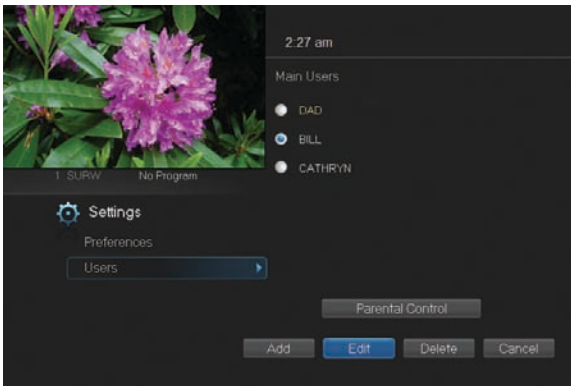 2:27 am
Main Users
DAD
BILL
CATHRYN
1 SURW No Program
Settings
Preferences
Users
Parental Control
Add Edit Delete Cancel